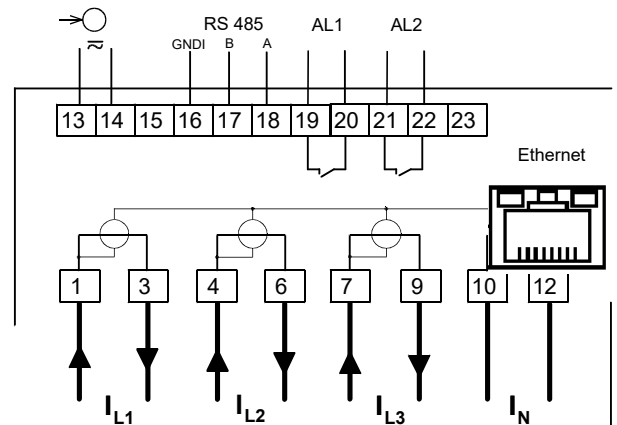 RS 485 AL1 AL2
GNDI B A
13 14 15 16 17 18 19 20 21 22 23
Ethernet
1 3 4 6 7 9 10 12
IL1 IL2 IL3 IN